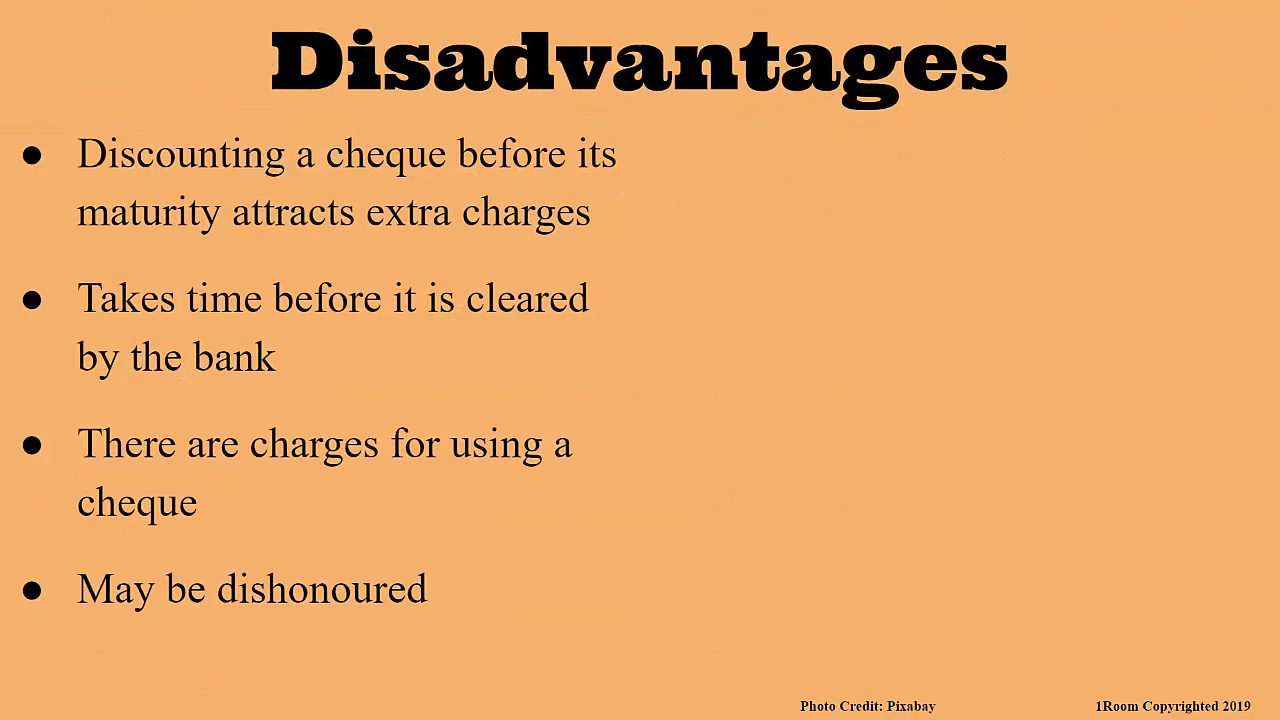 Disadvantages
● Discounting a cheque before its
maturity attracts extra charges
● Takes time before it is cleared
by the bank
● There are charges for using a
cheque
● May be dishonoured
Photo Credit: Pixabay
1Room Copyrighted 2019